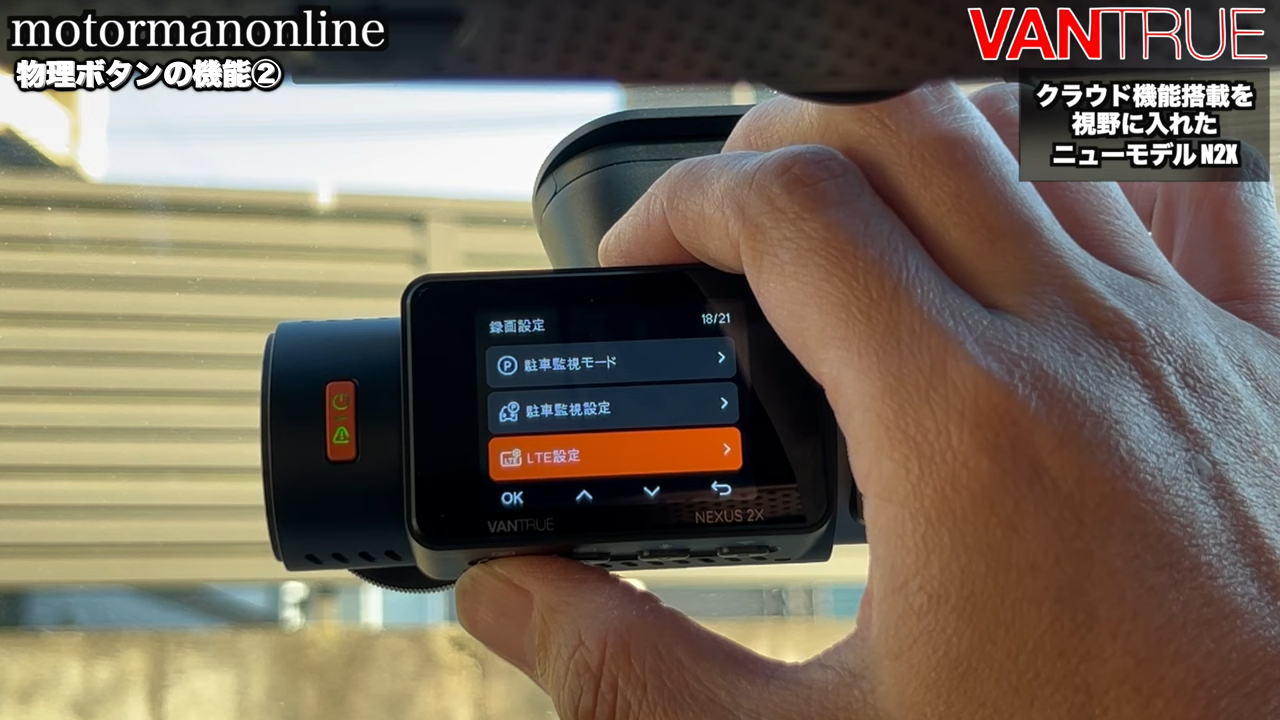 motormanonline
物理ボタンの機能②
VANTRUE
クラウド機能搭載を
視野に入れた
ニューモデル N2X
録画設定 18/21
駐車監視モード
駐車監視設定
LTE設定
OK
VANTRUE NEXUS 2X